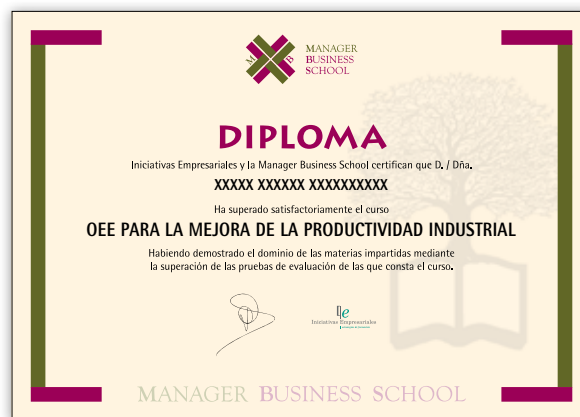 M B
MANAGER
BUSINESS
SCHOOL
DIPLOMA
Iniciativas Empresariales y la Manager Business School certifican que D. / Dña.
XXXXX XXXXXX XXXXXXXXXX
Ha superado satisfactoriamente el curso
OEE PARA LA MEJORA DE LA PRODUCTIVIDAD INDUSTRIAL
Habiendo demostrado el dominio de las materias impartidas mediante
la superación de las pruebas de evaluación de las que consta el curso.
Iniciativas Empresariales
MANAGER BUSINESS SCHOOL